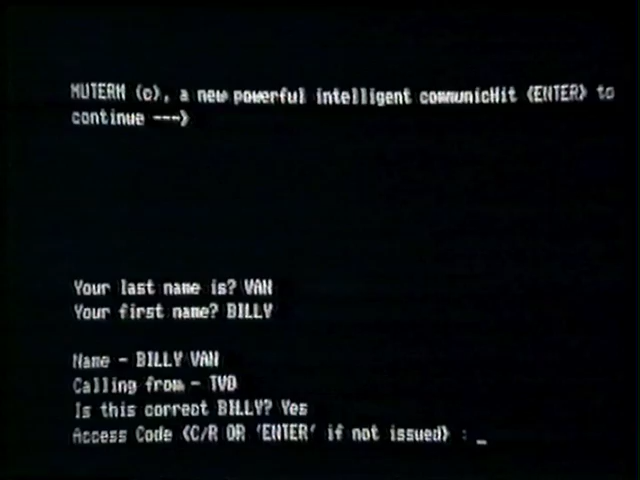 MUTERM (c), a new powerful intelligent communicHit <ENTER> to
continue --->
Your last name is? VAN
Your first name? BILLY
Name - BILLY VAN
Calling from - TVO
Is this correct BILLY? Yes
Access Code <C/R OR 'ENTER' if not issued> : _